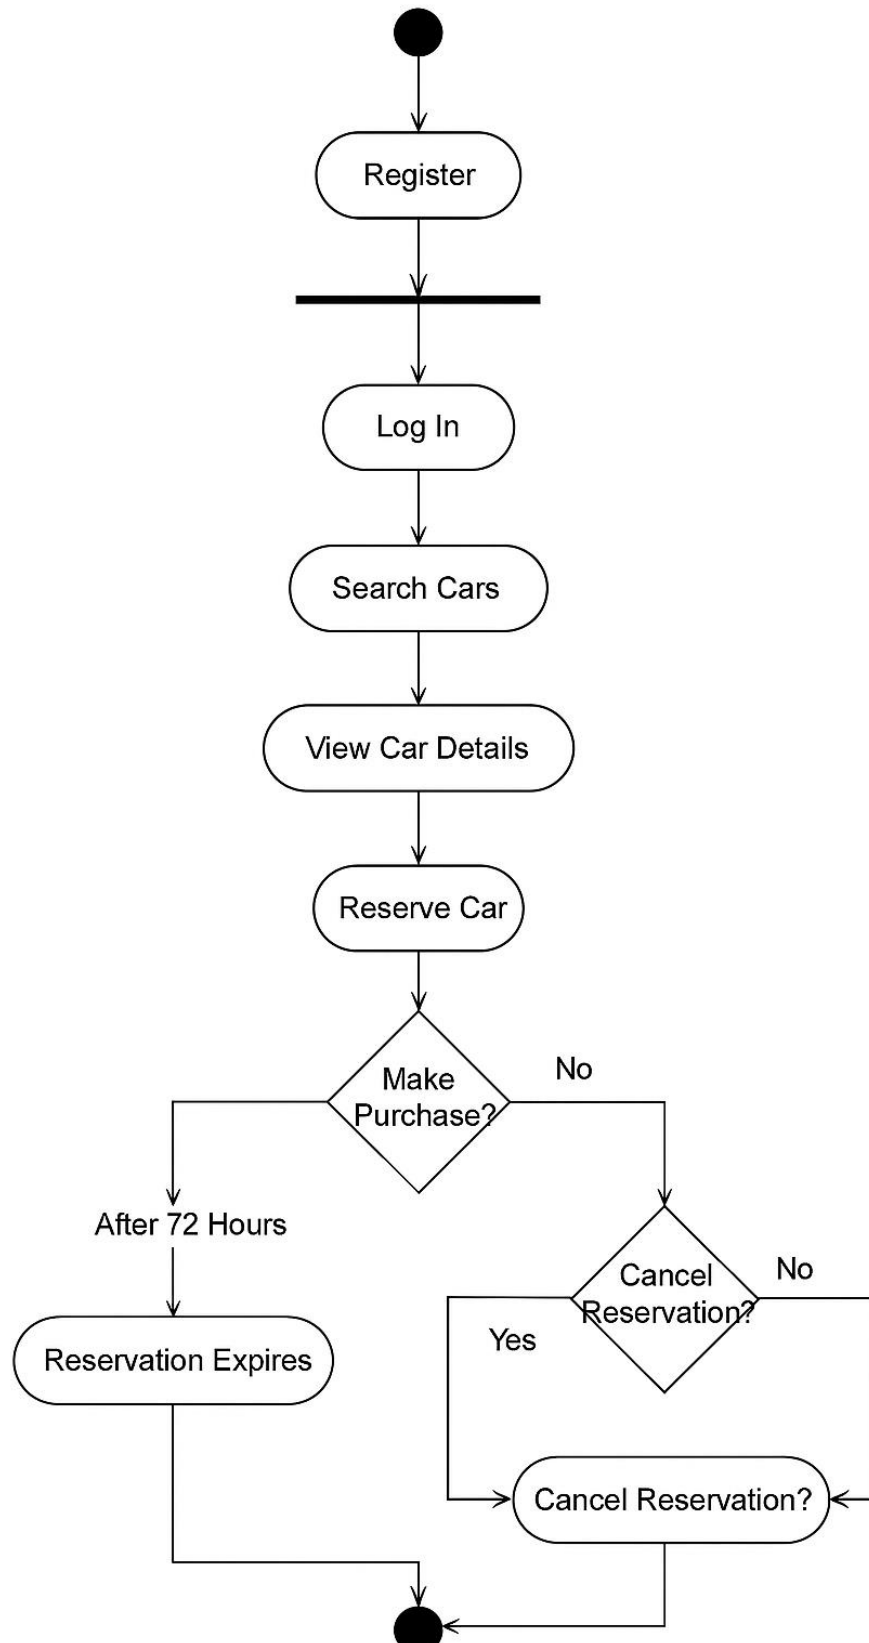 Register
Log In
Search Cars
View Car Details
Reserve Car
Make
Purchase?
No
After 72 Hours
Cancel
Reservation?
No
Yes
Reservation Expires
Cancel Reservation?